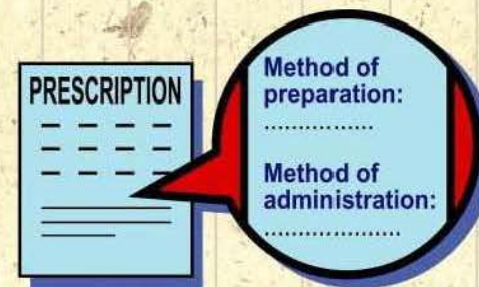 PRESCRIPTION
Method of
preparation:
................
Method of
administration:
....................